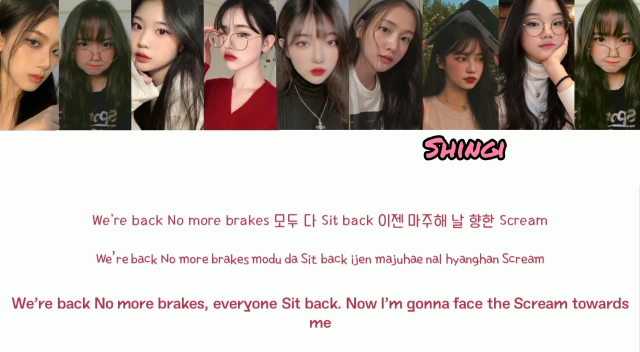 SHINGI
We're back No more brakes 모두 다 Sit back 이젠 마주해 날 향한 Scream
We're back No more brakes modu da Sit back ijen majuhae nal hyanghan Scream
We're back No more brakes, everyone Sit back. Now I'm gonna face the Scream towards
me